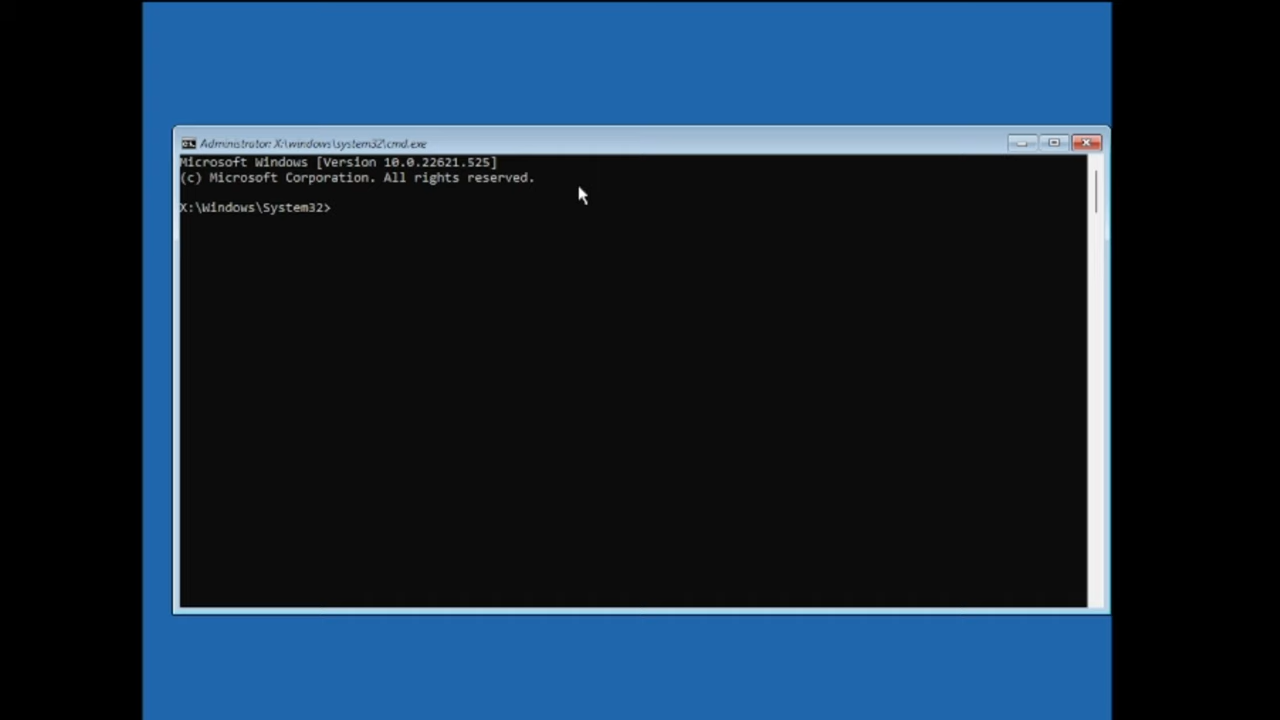 Administrator: X:\windows\system32\cmd.exe
Microsoft Windows [Version 10.0.22621.525]
(c) Microsoft Corporation. All rights reserved.
X:\Windows\System32>